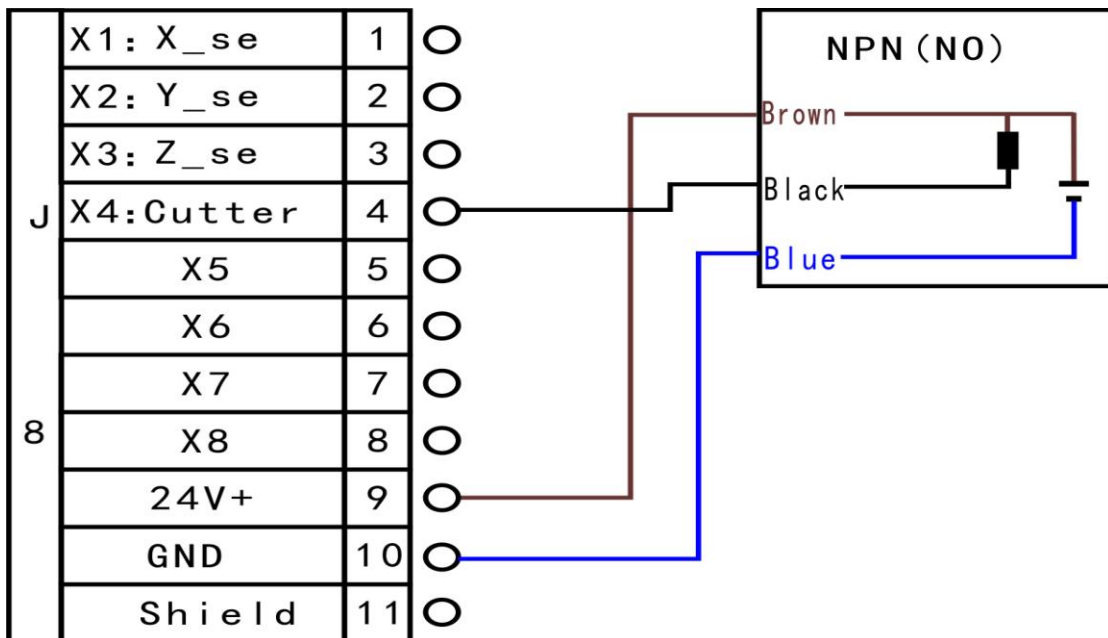 X1: X_se 1
X2: Y_se 2
X3: Z_se 3
J X4:Cutter 4
X5 5
X6 6
X7 7
8 X8 8
24V+ 9
GND 10
Shield 11
NPN(NO)
Brown
Black
Blue